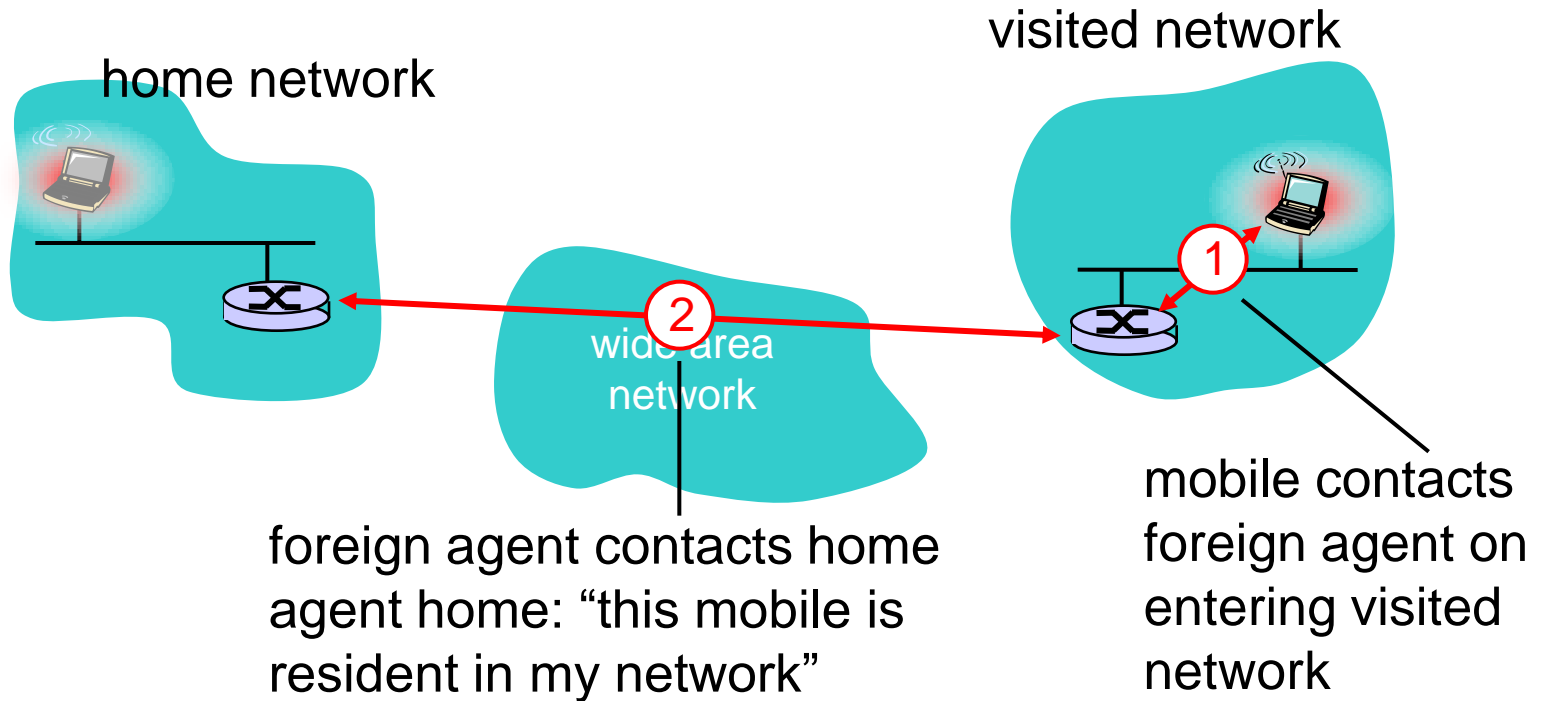 visited network
home network
1
2
wide area
network
foreign agent contacts home
agent home: “this mobile is
resident in my network”
mobile contacts
foreign agent on
entering visited
network